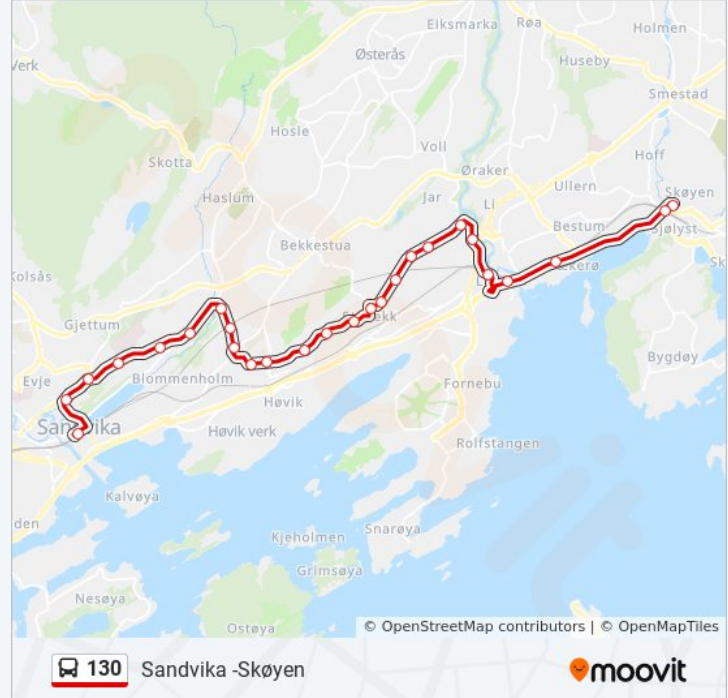 Eiksmarka
Røa
Holmen
Østerås
Huseby
Verk
Smestad
Hosle
Voll
Hoff
Skotta
Øraker
Ullern
Skøyen
Haslum
Jar
Li
Bestum
Sjølyst
Bekkestua
Kolsås
Gjettum
Bygdøy
Evje
Blommenholm
Fornebu
Høvik
Sandvika
Høvik verk
Rolfstangen
Kalvøya
Snarøya
Kjeholmen
Grimsøya
Nesøya
Østøya
© OpenStreetMap contributors | © OpenMapTiles
130 Sandvika -Skøyen
moovit